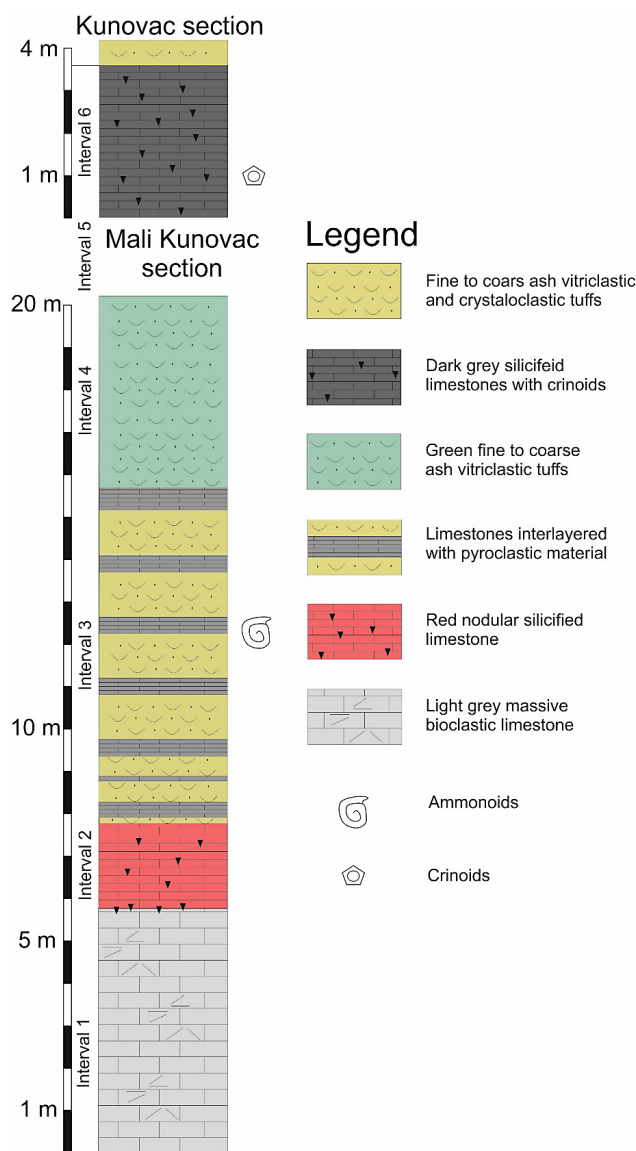 Kunovac section
4 m
Interval 6
1 m
Interval 5
Mali Kunovac
section
20 m
Interval 4
Interval 3
10 m
Interval 2
5 m
Interval 1
1 m
Legend
Fine to coars ash vitriclastic
and crystaloclastic tuffs
Dark grey silicifeid
limestones with crinoids
Green fine to coarse
ash vitriclastic tuffs
Limestones interlayered
with pyroclastic material
Red nodular silicified
limestone
Light grey massive
bioclastic limestone
Ammonoids
Crinoids